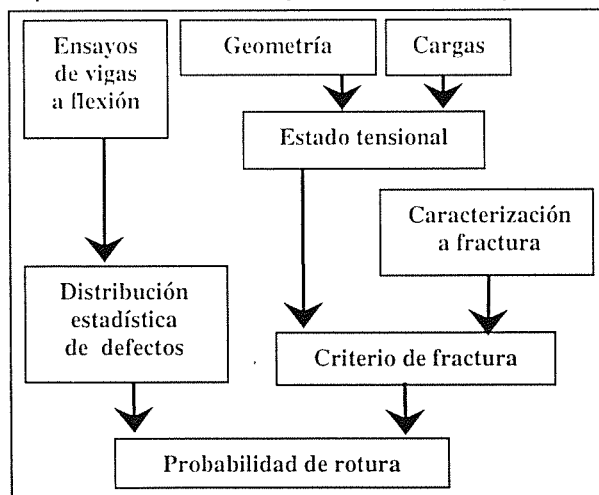 Ensayos
de vigas
a flexión
Geometría
Cargas
Estado tensional
Caracterización
a fractura
Distribución
estadística
de defectos
Criterio de fractura
Probabilidad de rotura